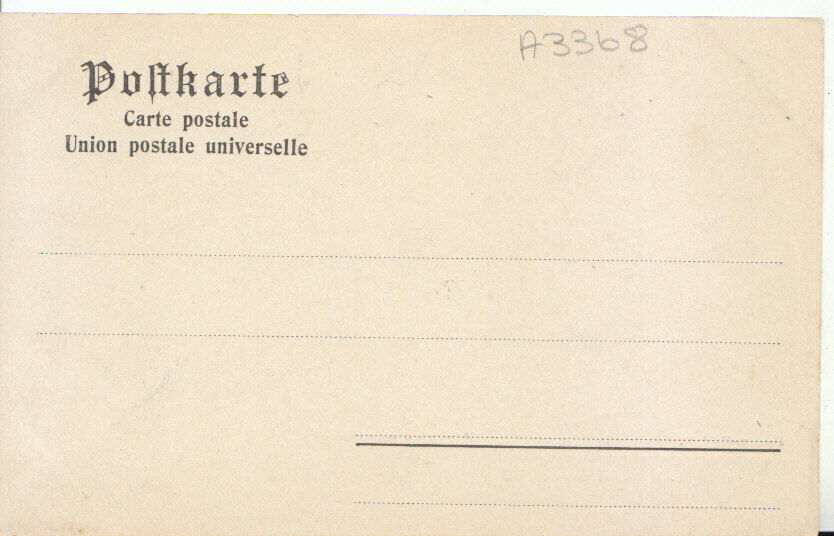 A3368
Poſtkarte
Carte postale
Union postale universelle